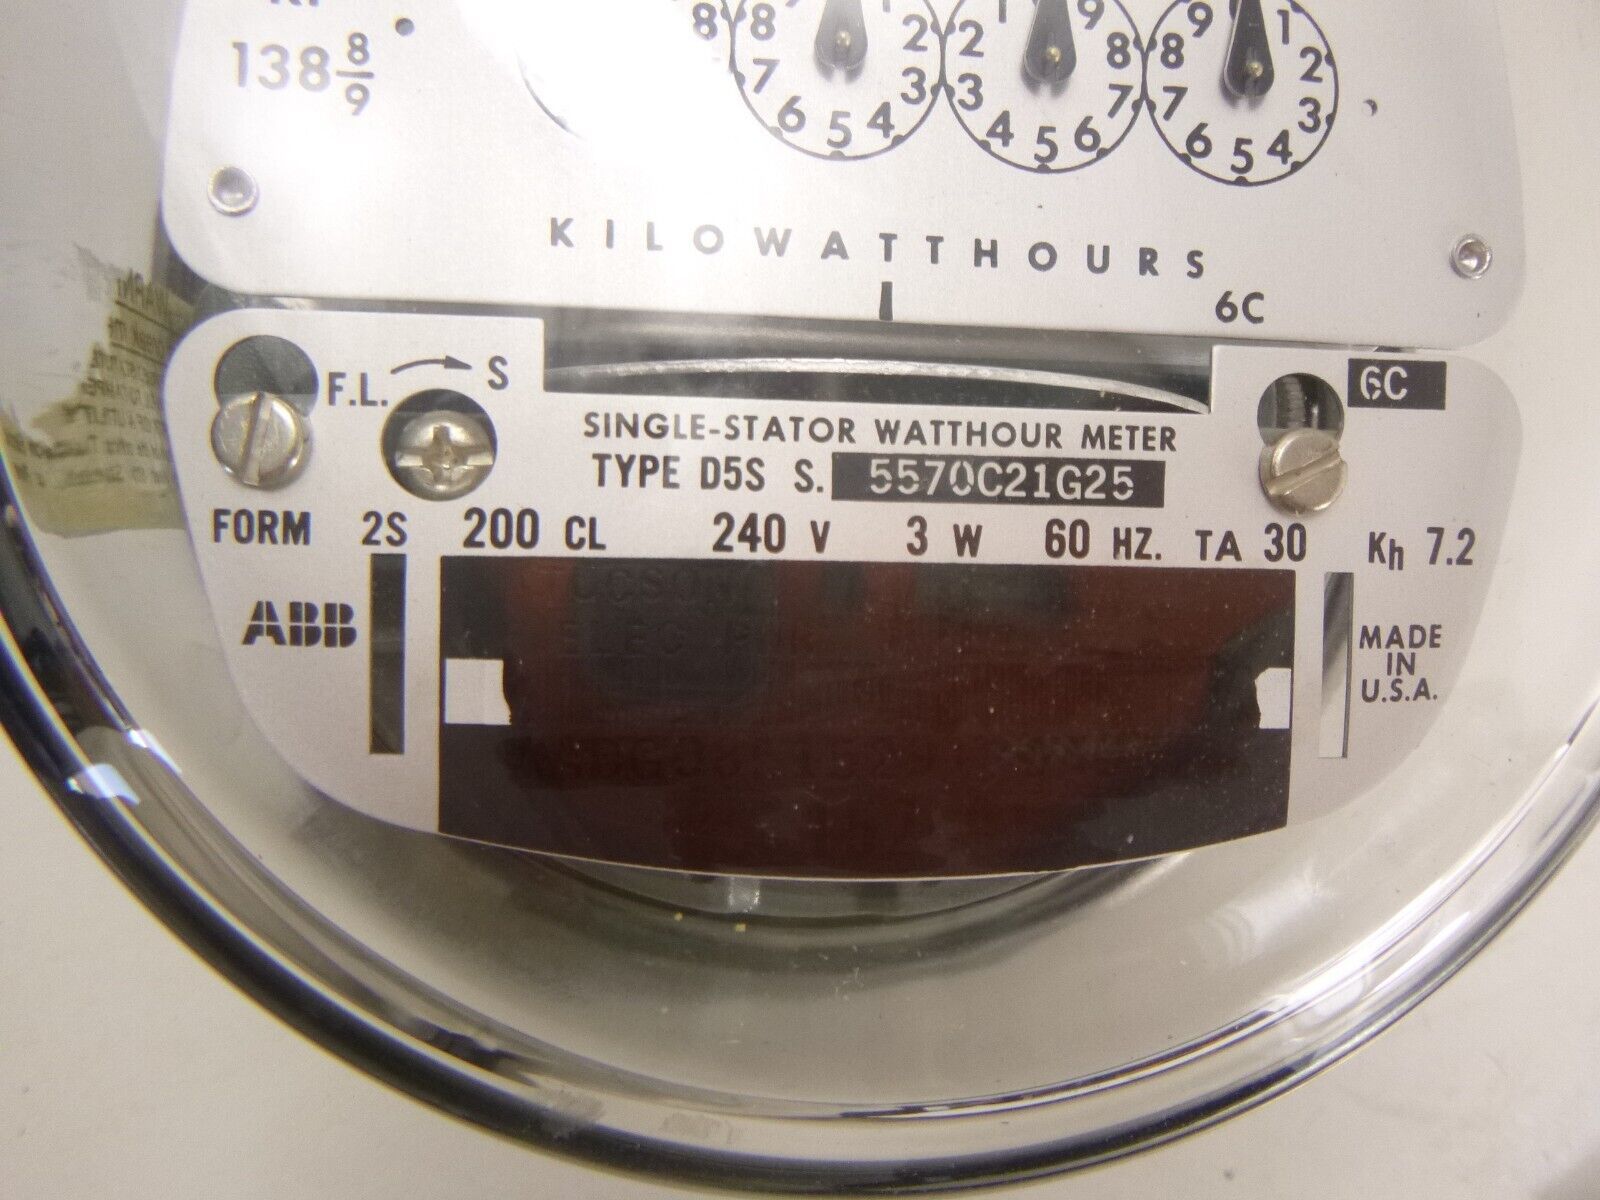 138 8/9
8 8 7 6 5 4 3 2
1 2 3 4 5 6 7 8 9
9 8 7 6 5 4 3 2 1
KILOWATTHOURS
6C
F.L. S
6C
SINGLE-STATOR WATTHOUR METER
TYPE D5S S. 5570C21G25
FORM 2S 200 CL 240 V 3 W 60 HZ. TA 30 Kh 7.2
ABB
MADE
IN
U.S.A.